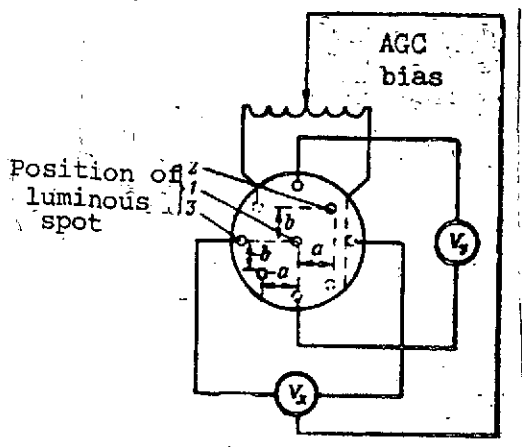 AGC
bias
Position of
luminous
spot
2
1
3
b
a
b
a
V_y
V_x